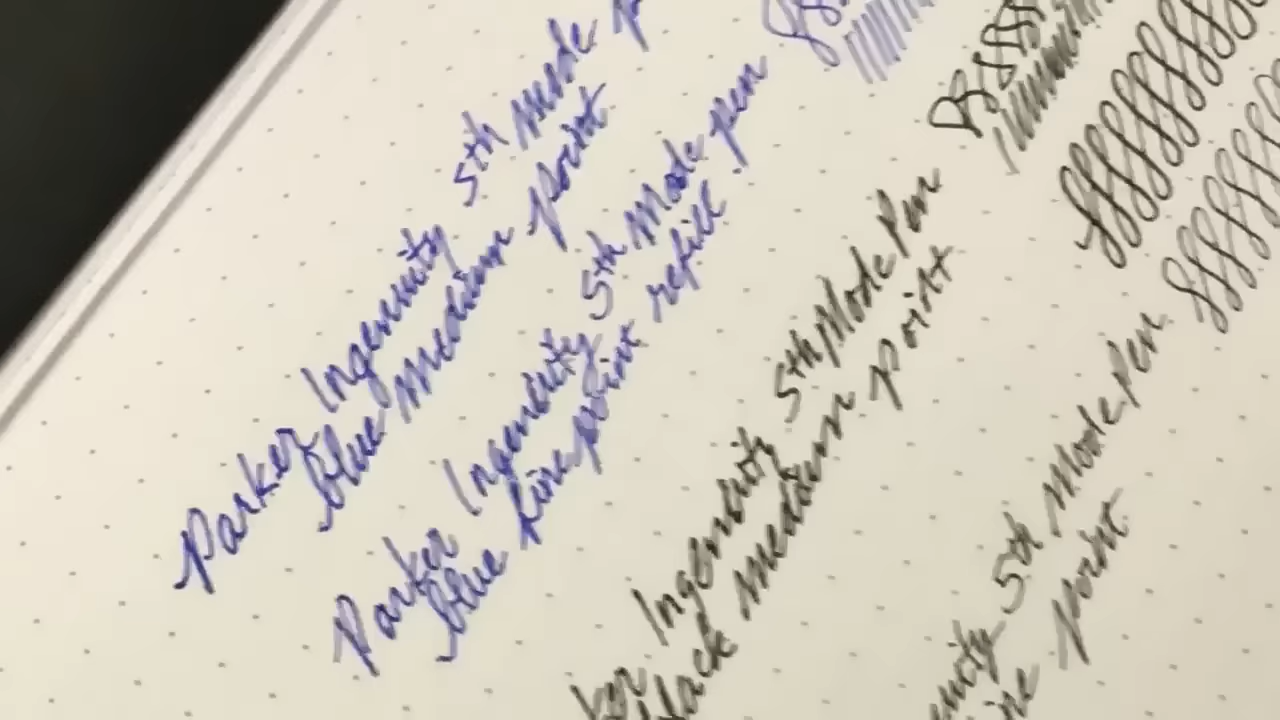 Parker Ingenuity 5th mode
blue medium point
Parker Ingenuity 5th Mode pen
blue fine point refill
Ingenuity 5th Mode Pen
medium point
5th Mode Pen
point